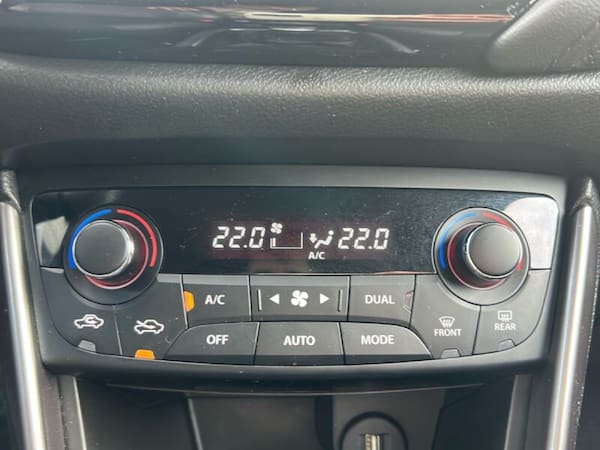 22.0 22.0
A/C
A/C DUAL
FRONT REAR
OFF AUTO MODE